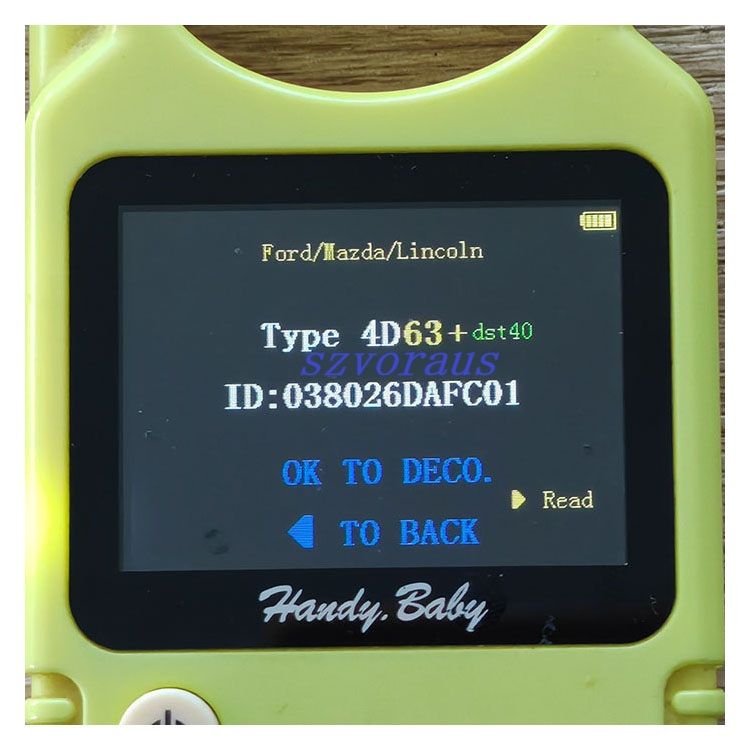 Ford/Mazda/Lincoln
Type 4D63+dst40
szvoraus
ID:038026DAFC01
OK TO DECO.
Read
TO BACK
Handy.Baby